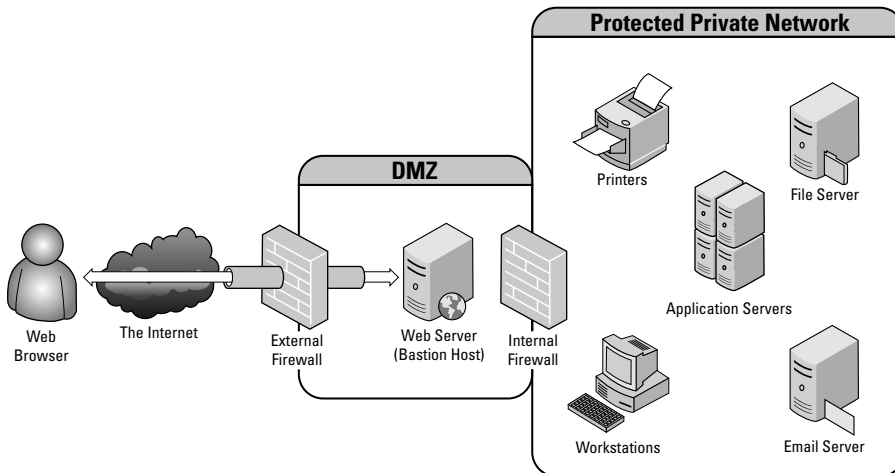 Protected Private Network
DMZ
Printers
File Server
Application Servers
Web
Browser
The Internet
External
Firewall
Web Server
(Bastion Host)
Internal
Firewall
Workstations
Email Server